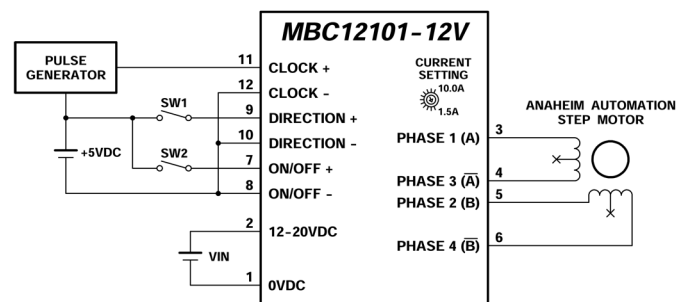 MBC12101-12V
PULSE
GENERATOR
11
CLOCK +
CURRENT
SETTING
10.0A
1.5A
12
CLOCK -
SW1
9
DIRECTION +
10
DIRECTION -
+5VDC
SW2
7
ON/OFF +
8
ON/OFF -
2
12-20VDC
VIN
1
0VDC
ANAHEIM AUTOMATION
STEP MOTOR
PHASE 1 (A)
3
PHASE 3 (A̅)
4
PHASE 2 (B)
5
PHASE 4 (B̅)
6